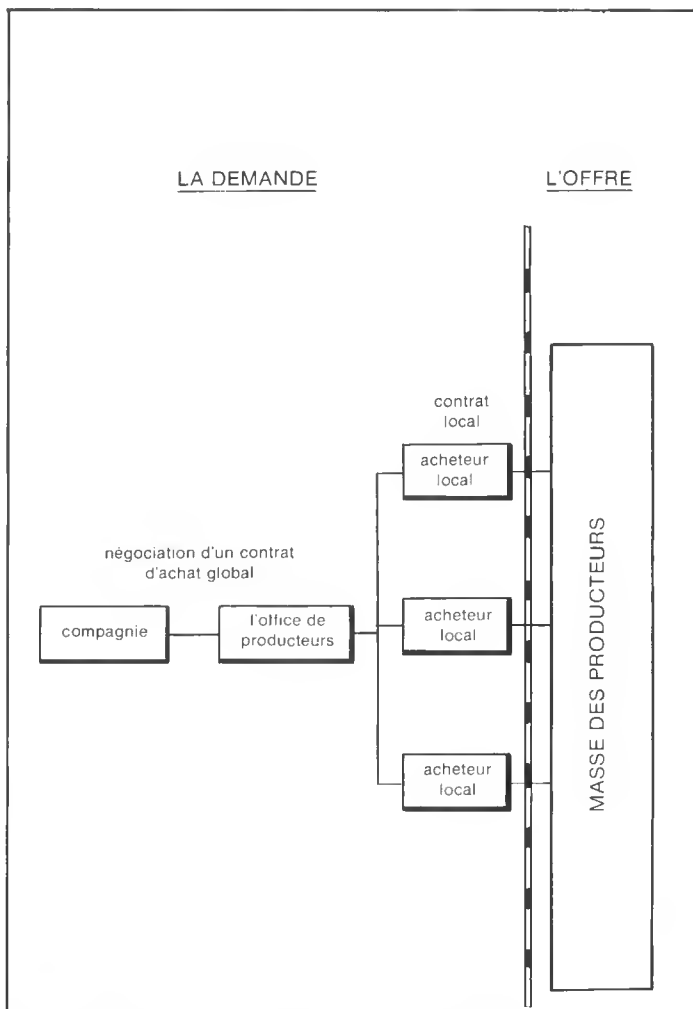 LA DEMANDE
L'OFFRE
contrat
local
acheteur
local
négociation d'un contrat
d'achat global
compagnie
l'office de
producteurs
acheteur
local
acheteur
local
MASSE DES PRODUCTEURS